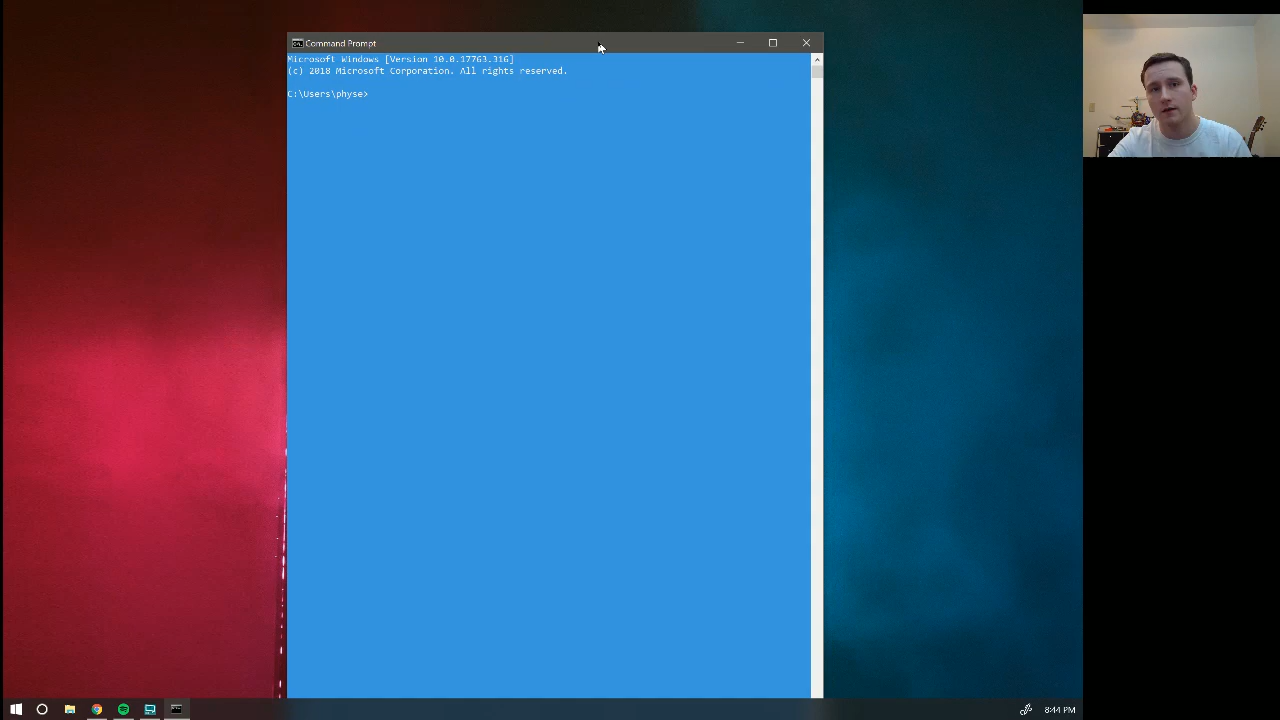 Command Prompt
Microsoft Windows [Version 10.0.17763.316]
(c) 2018 Microsoft Corporation. All rights reserved.
C:\Users\physe>
8:44 PM